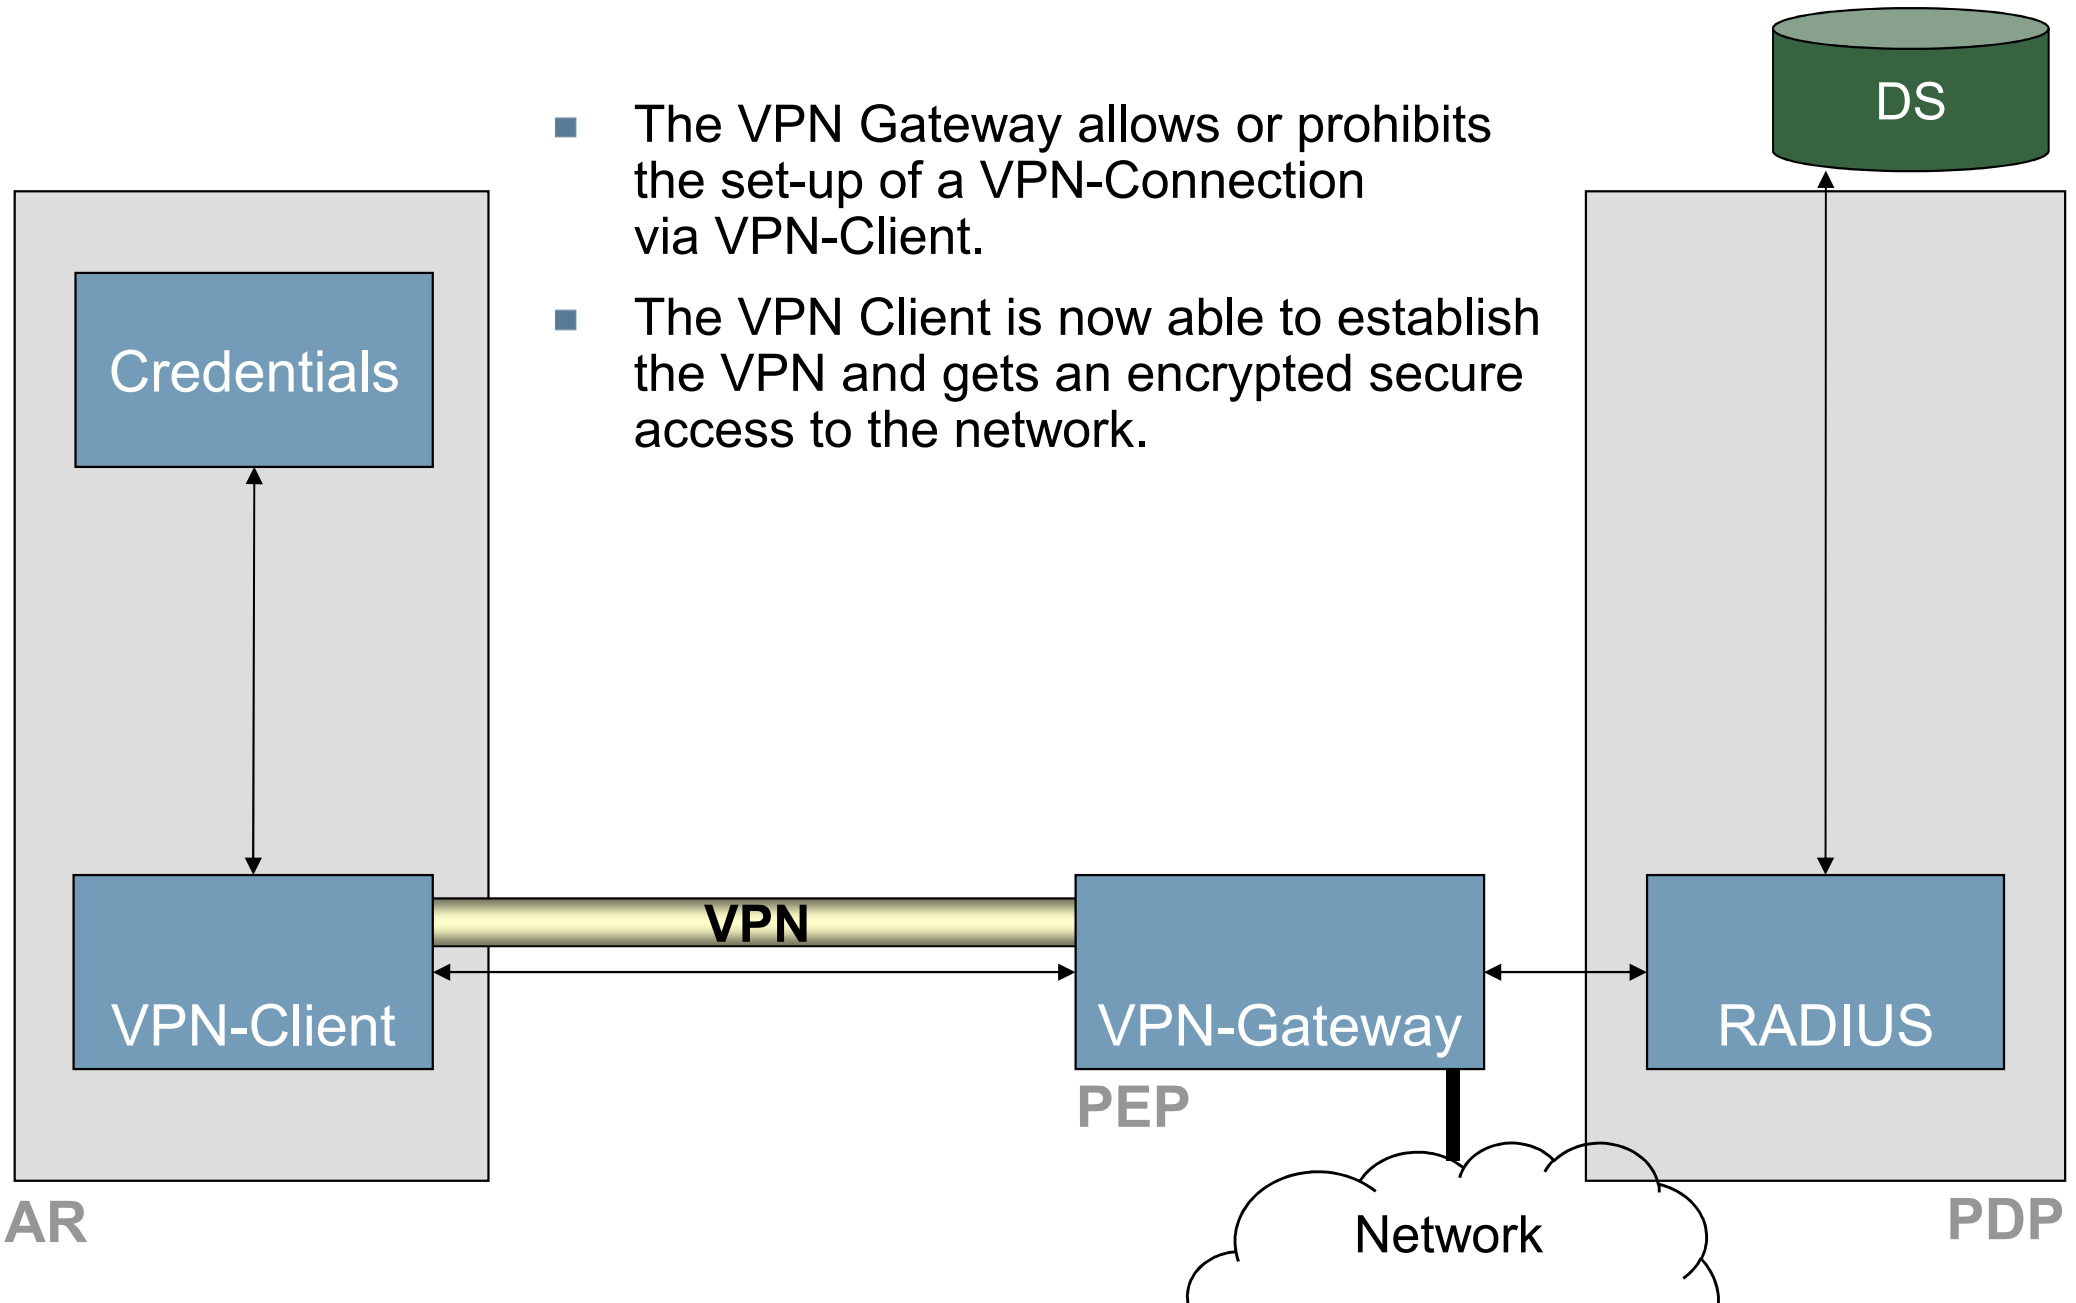 DS
The VPN Gateway allows or prohibits
the set-up of a VPN-Connection
via VPN-Client.
The VPN Client is now able to establish
the VPN and gets an encrypted secure
access to the network.
Credentials
VPN
VPN-Client
VPN-Gateway
RADIUS
PEP
AR
Network
PDP